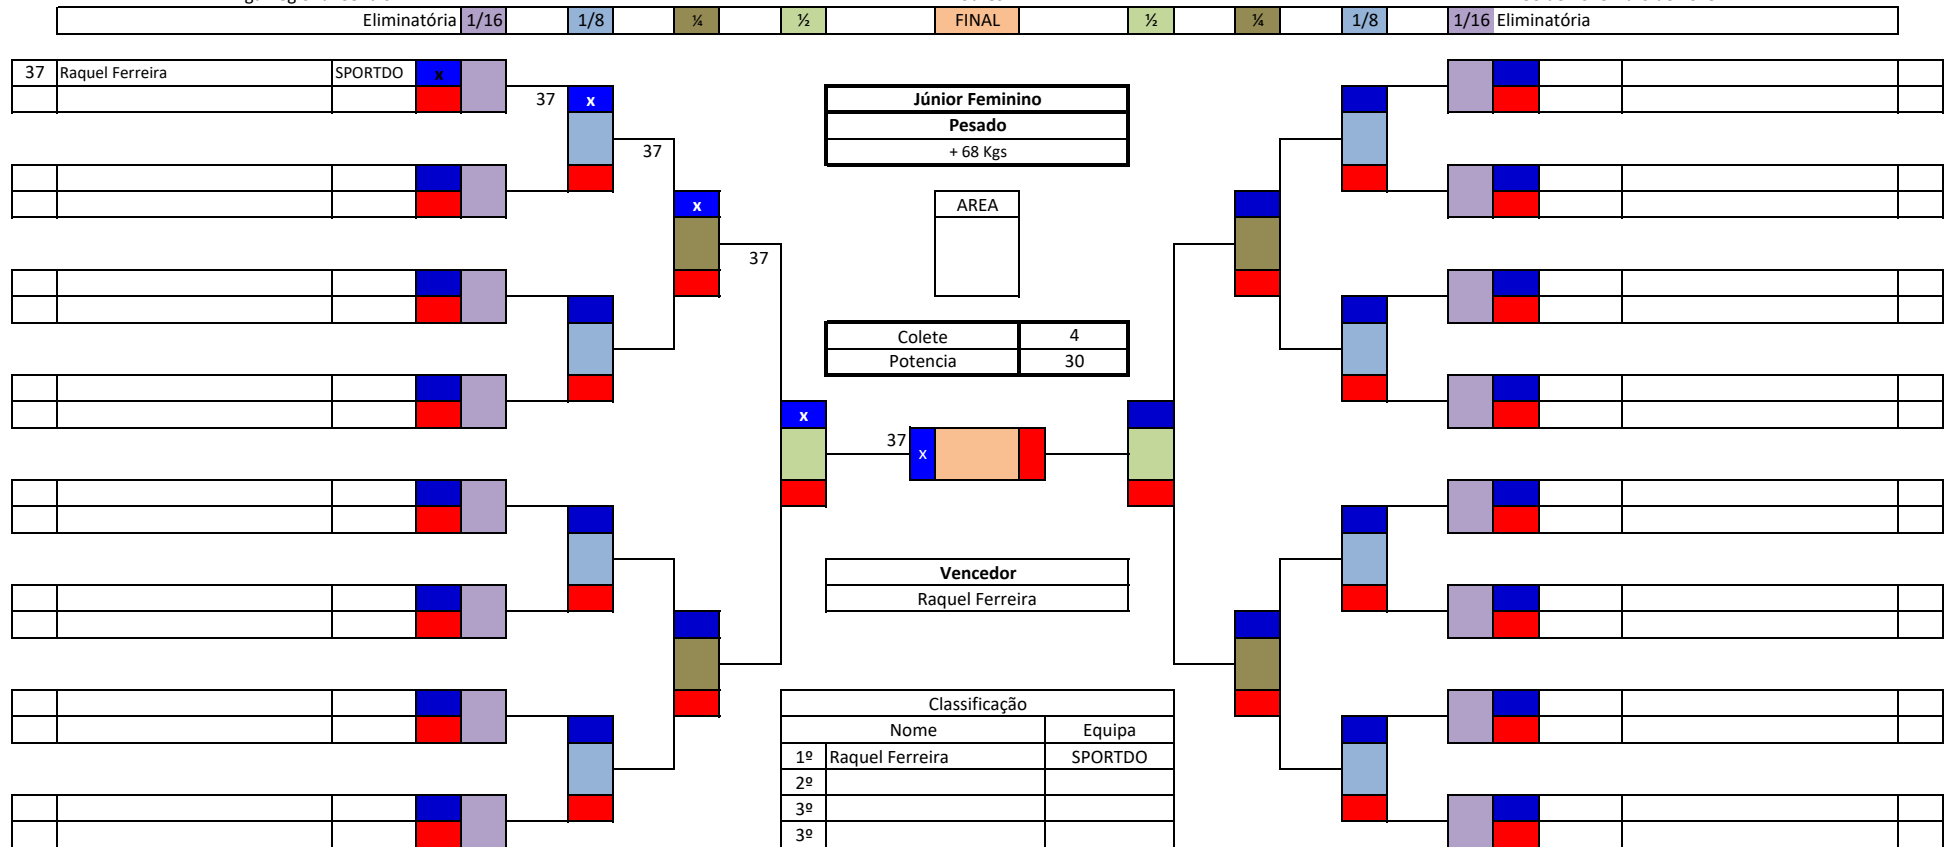 Eliminatória 1/16 1/8 ¼ ½ FINAL ½ ¼ 1/8 1/16 Eliminatória
37 Raquel Ferreira SPORTDO x
37 x
Júnior Feminino
Pesado
+ 68 Kgs
37
x
AREA
37
Colete 4
Potencia 30
x
37 x
Vencedor
Raquel Ferreira
Classificação
Nome Equipa
1º Raquel Ferreira SPORTDO
2º
3º
3º